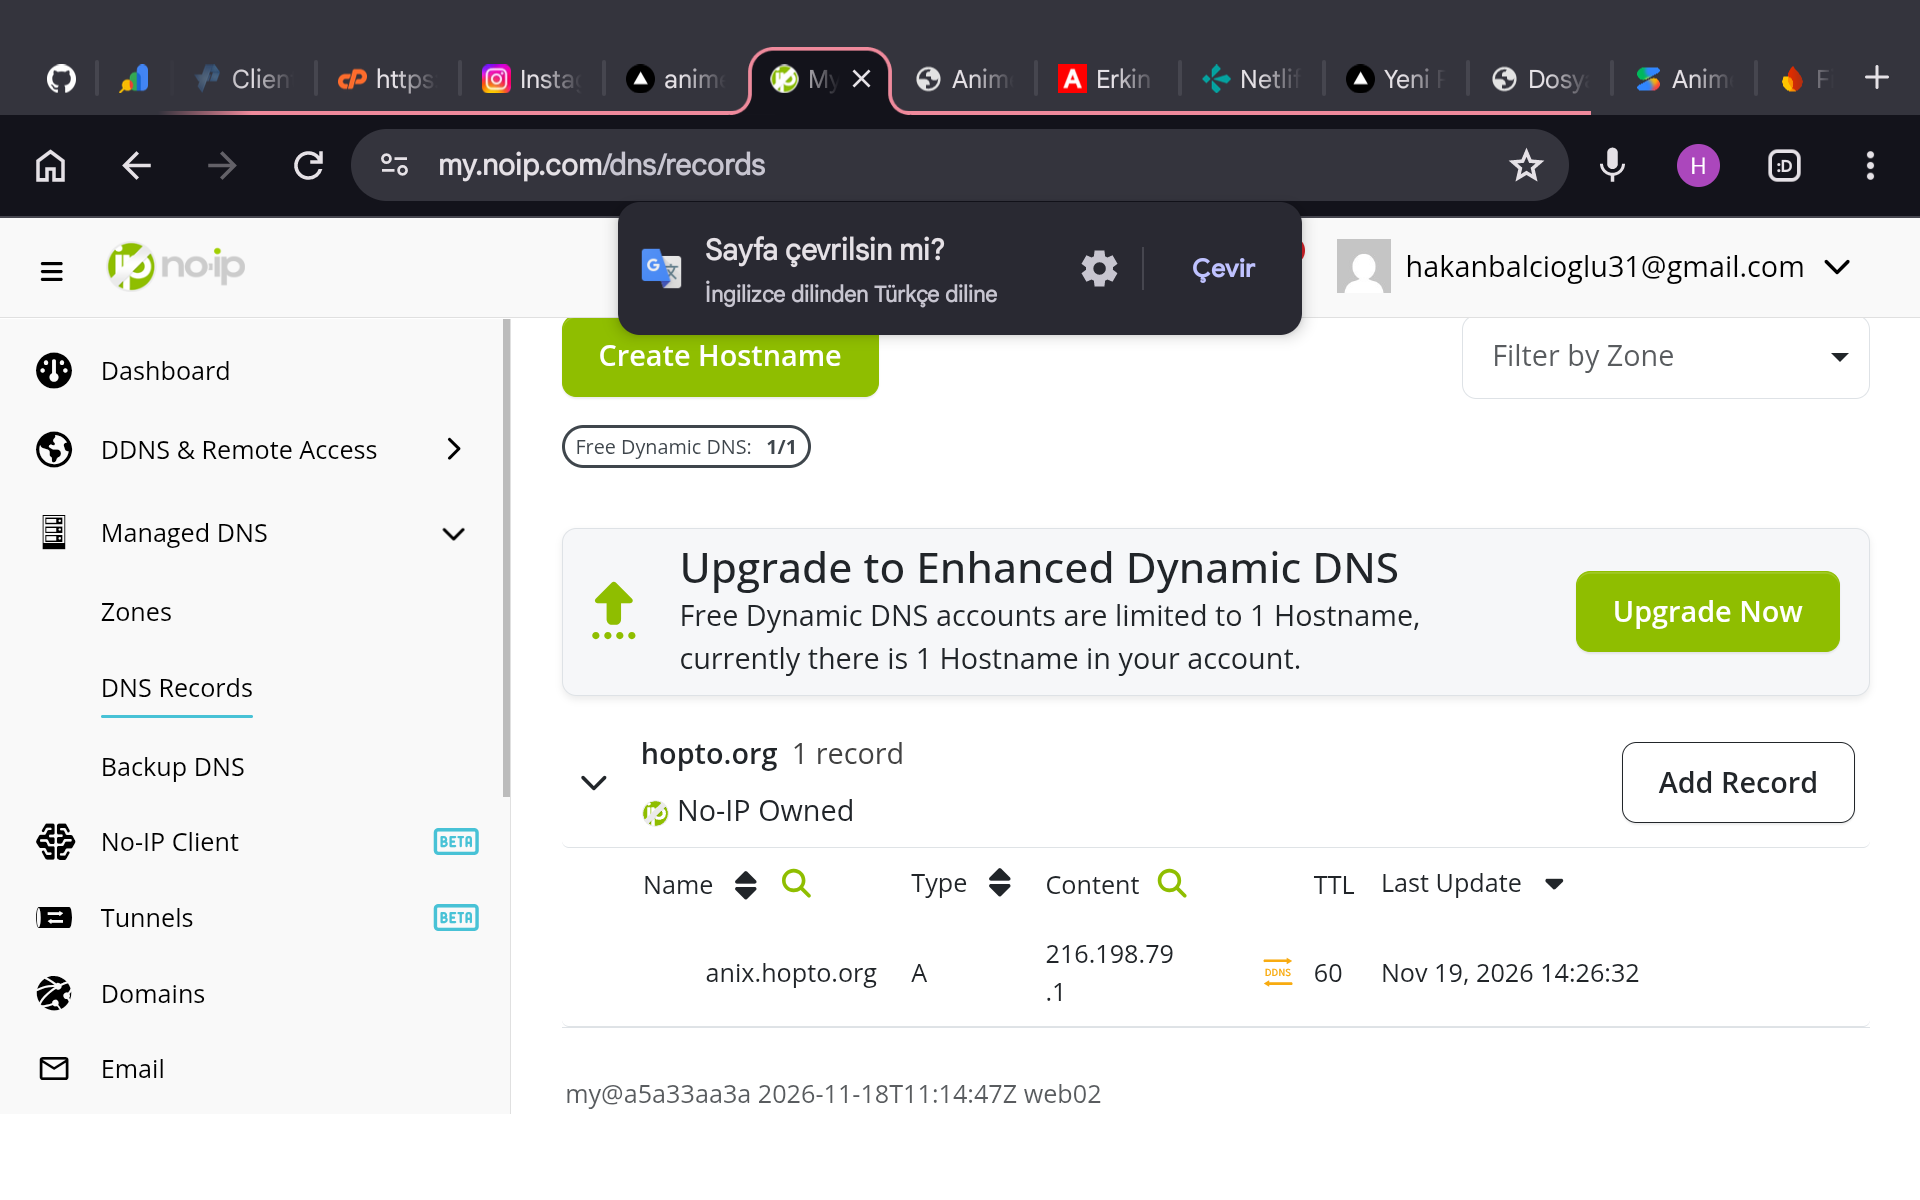 Clien
https
Insta
anime
My
Anim
Erkin
Netlif
Yeni
Dosy
Anim
my.noip.com/dns/records
H
:D
noip
Sayfa çevrilsin mi?
İngilizce dilinden Türkçe diline
Çevir
hakanbalcioglu31@gmail.com
Dashboard
DDNS & Remote Access
Managed DNS
Zones
DNS Records
Backup DNS
No-IP Client BETA
Tunnels BETA
Domains
Email
Create Hostname
Filter by Zone
Free Dynamic DNS: 1/1
Upgrade to Enhanced Dynamic DNS
Free Dynamic DNS accounts are limited to 1 Hostname,
currently there is 1 Hostname in your account.
Upgrade Now
hopto.org 1 record
No-IP Owned
Add Record
Name Type Content TTL Last Update
anix.hopto.org A 216.198.79
.1
DDNS 60 Nov 19, 2026 14:26:32
my@a5a33aa3a 2026-11-18T11:14:47Z web02